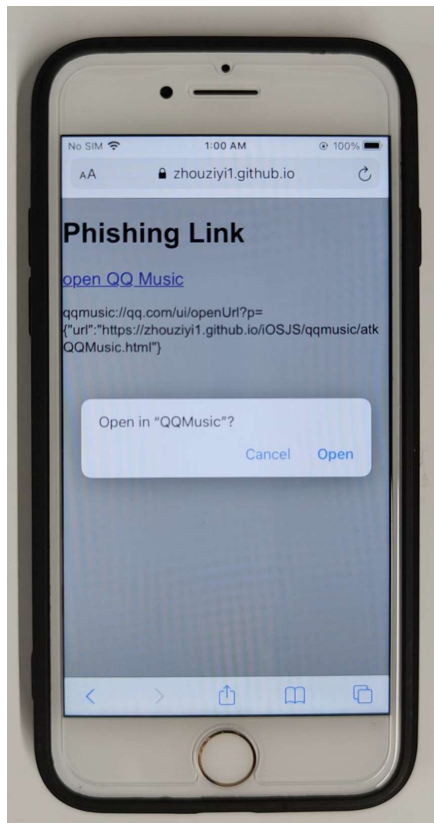 No SIM 1:00 AM 100%
AA zhouziyi1.github.io
Phishing Link
open QQ Music
qqmusic://qq.com/ui/openUrl?p=
{"url":"https://zhouziyi1.github.io/iOSJS/qqmusic/atk
QQMusic.html"}
Open in “QQMusic”?
Cancel Open